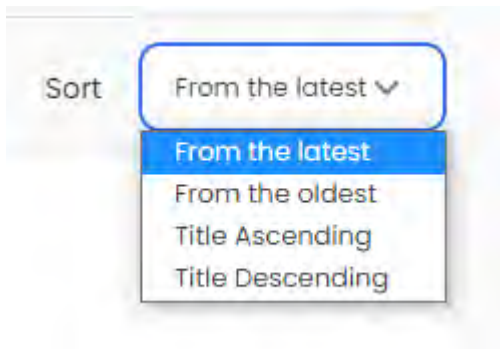 Sort
From the latest
From the latest
From the oldest
Title Ascending
Title Descending